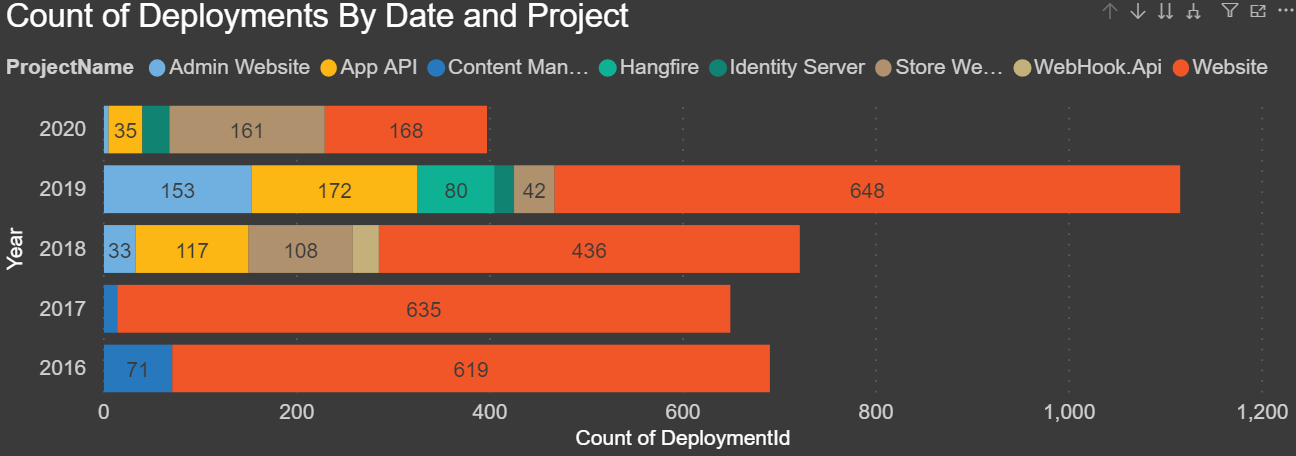 Count of Deployments By Date and Project
ProjectName Admin Website App API Content Man... Hangfire Identity Server Store We... WebHook.Api Website
2020 35 161 168
2019 153 172 80 42 648
2018 33 117 108 436
2017 635
2016 71 619
Year
0 200 400 600 800 1,000 1,200
Count of DeploymentId